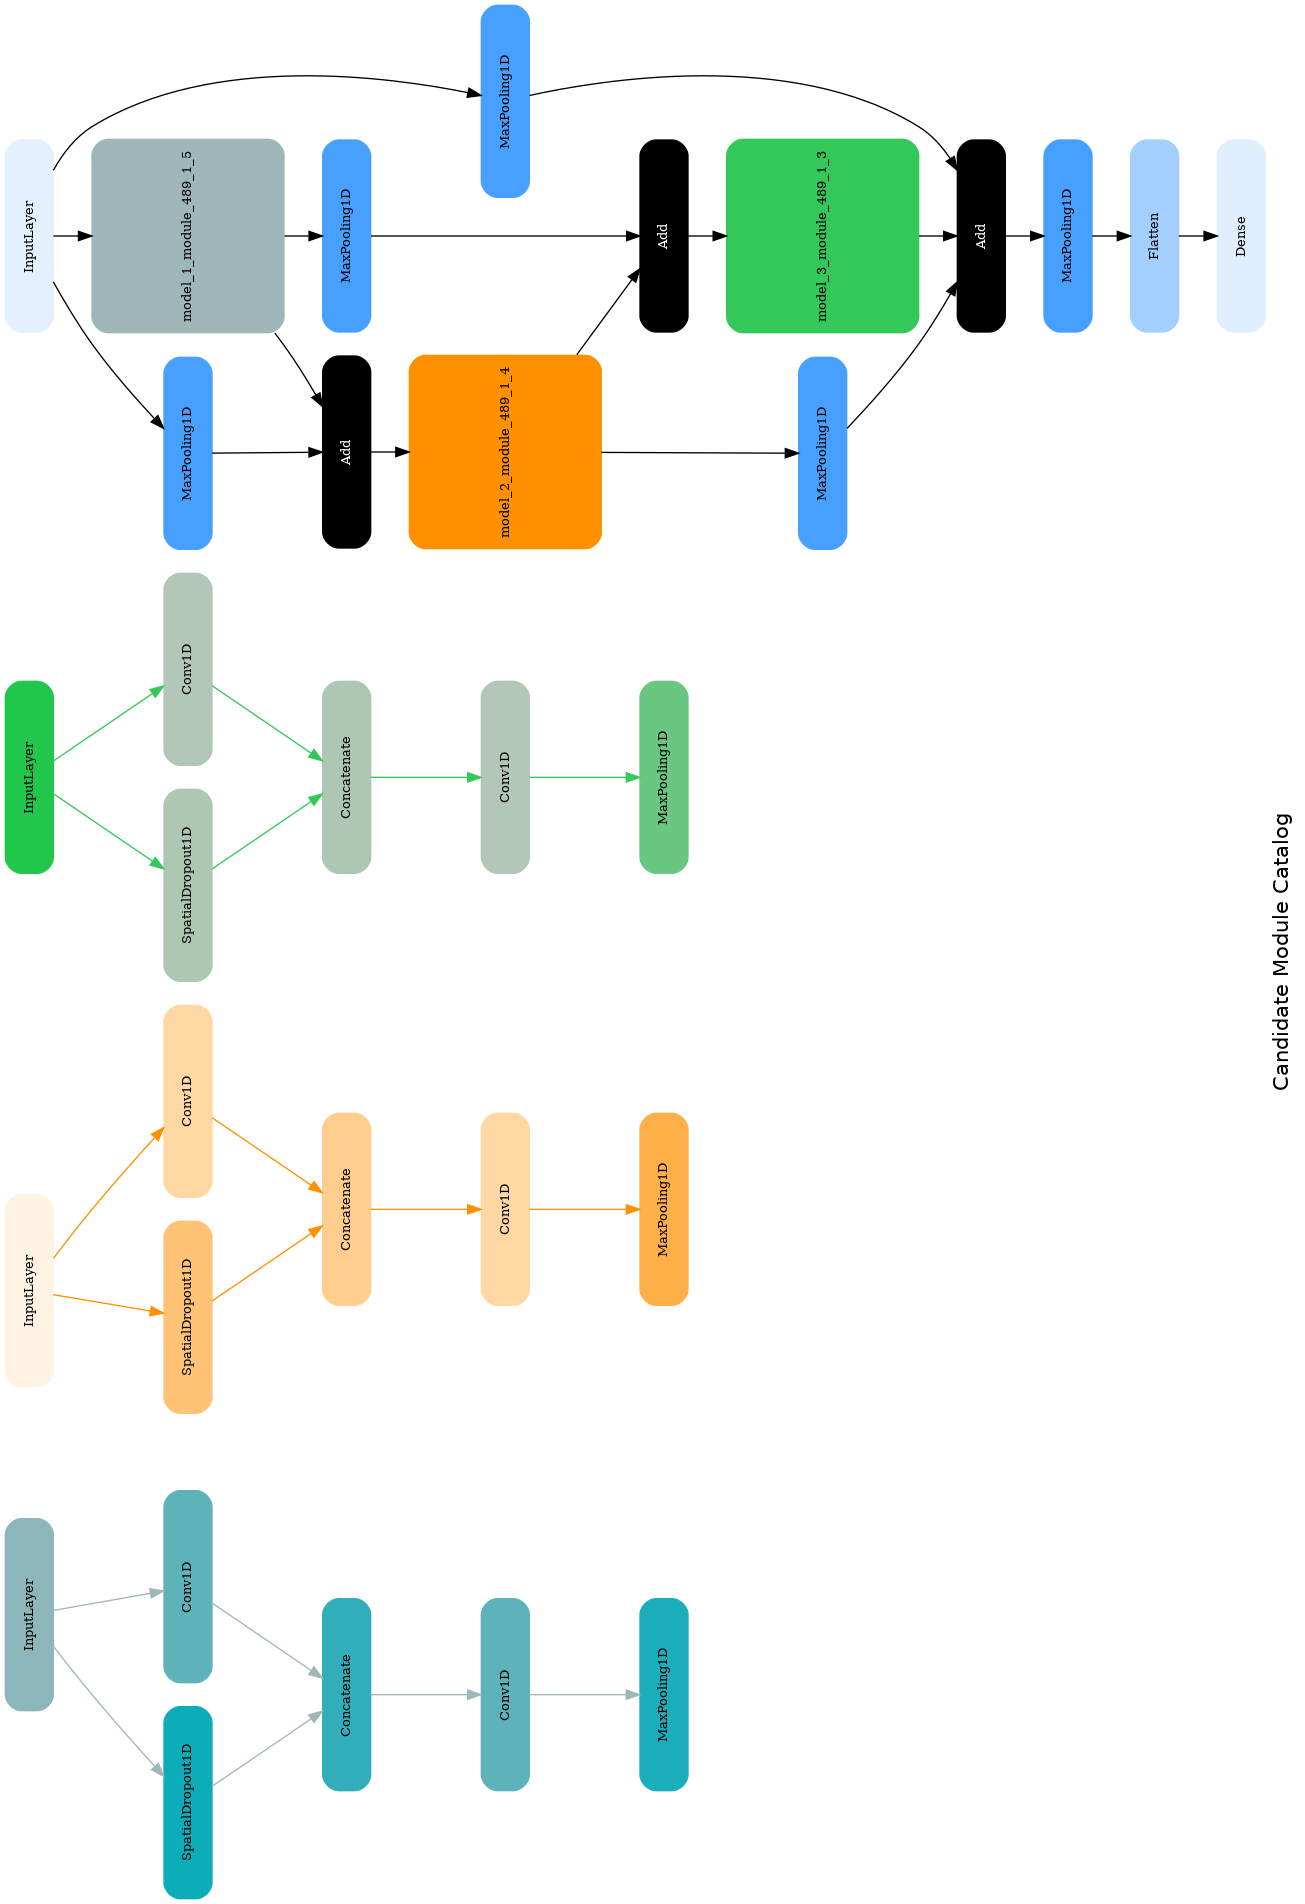 MaxPooling1D
InputLayer
model_1_module_489_1_5
MaxPooling1D
Add
model_3_module_489_1_3
Add
MaxPooling1D
Flatten
Dense
MaxPooling1D
Add
model_2_module_489_1_4
MaxPooling1D
Conv1D
InputLayer
SpatialDropout1D
Concatenate
Conv1D
MaxPooling1D
Conv1D
InputLayer
SpatialDropout1D
Concatenate
Conv1D
MaxPooling1D
Conv1D
InputLayer
SpatialDropout1D
Concatenate
Conv1D
MaxPooling1D
Candidate Module Catalog